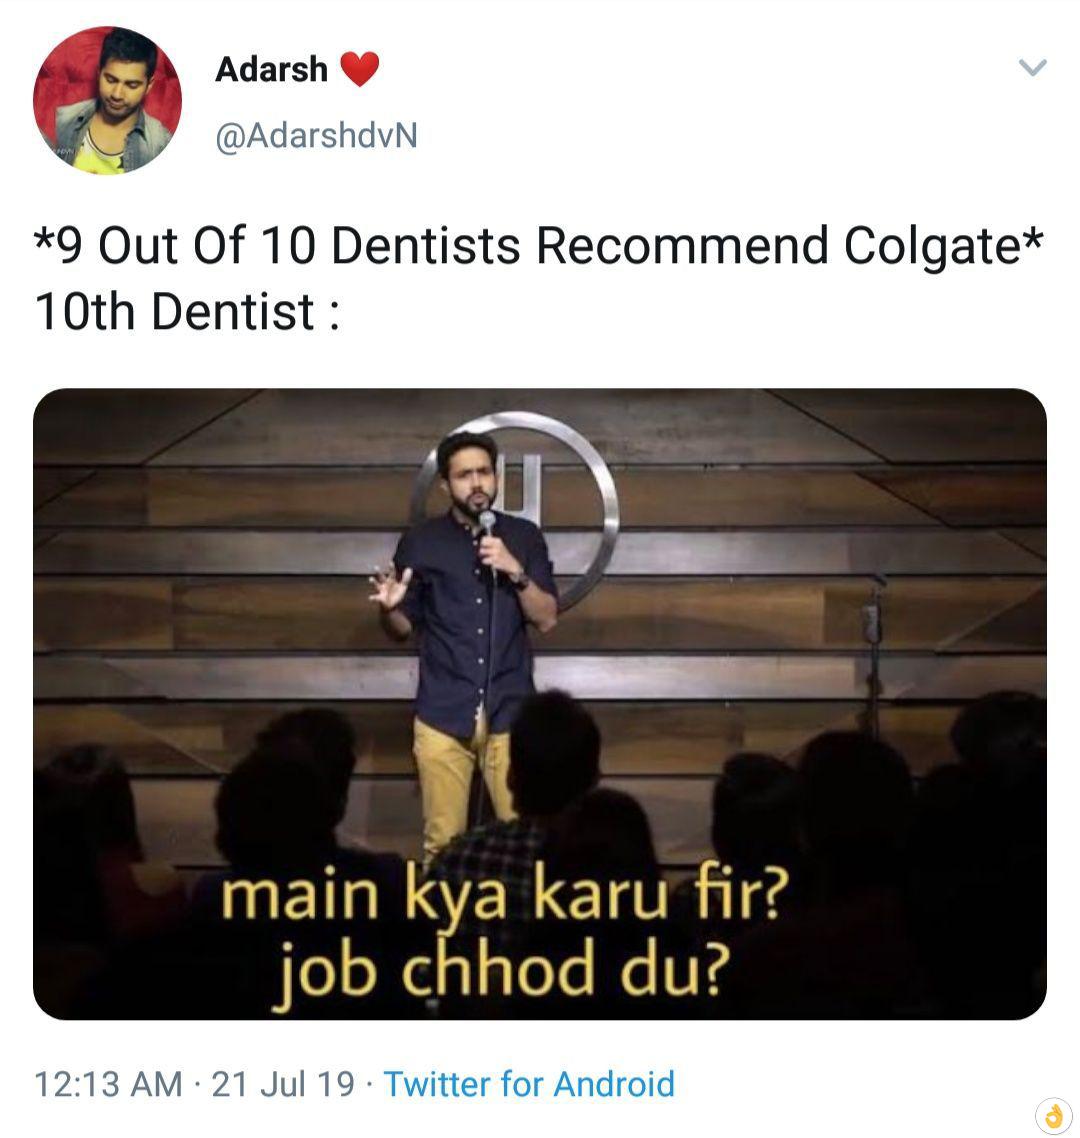 Adarsh ❤️
@AdarshdvN
*9 Out Of 10 Dentists Recommend Colgate*
10th Dentist :
main kya karu fir?
job chhod du?
12:13 AM · 21 Jul 19 · Twitter for Android